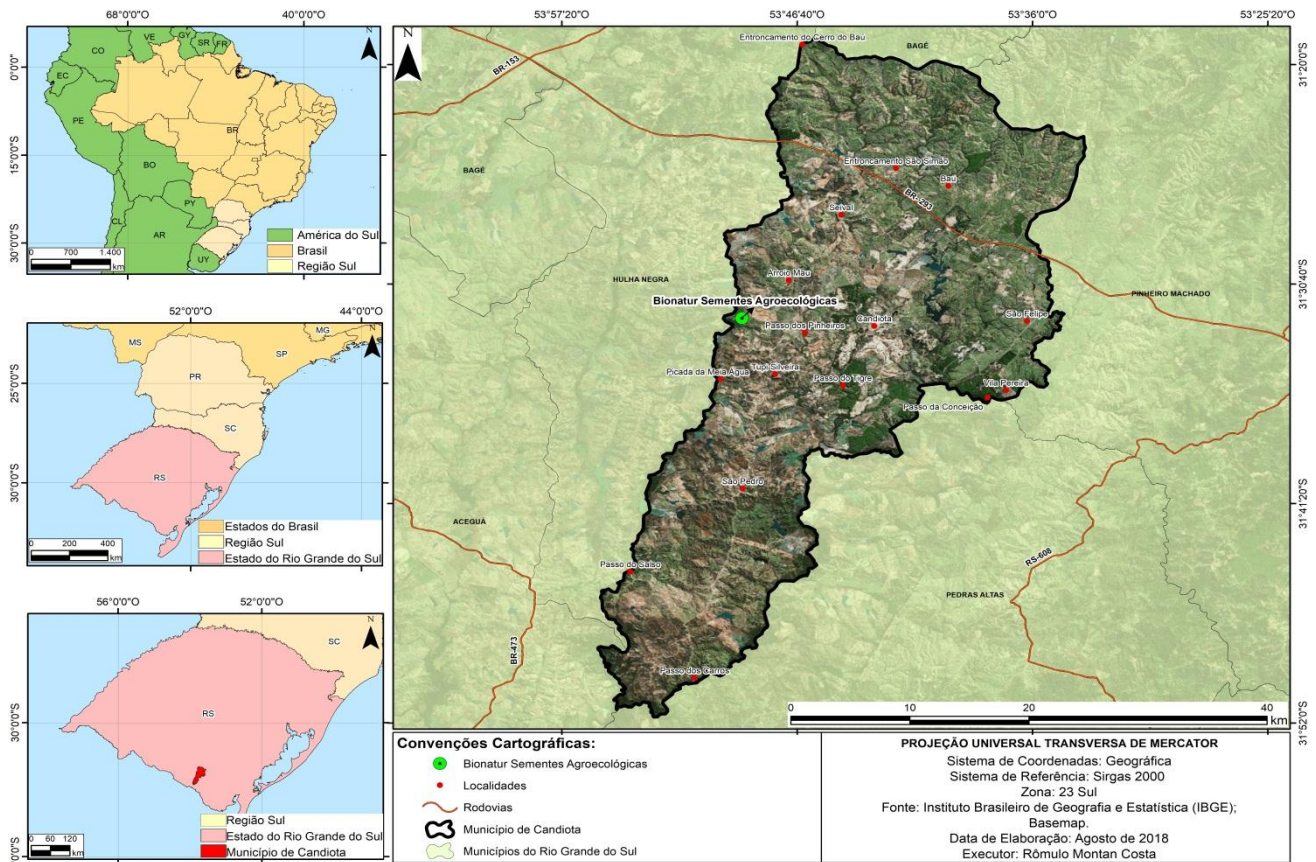 68°0'0"W 40°0'0"W
N
0°0'0"
15°0'0"S
30°0'0"S
CO
VE
GY
SR
FR
EC
PE
BR
BO
PY
CL
AR
UY
América do Sul
Brasil
Região Sul
0 700 1.400
km
52°0'0"W 44°0'0"W
N
25°0'0"S
30°0'0"S
MS
MG
SP
PR
SC
RS
Estados do Brasil
Região Sul
Estado do Rio Grande do Sul
0 200 400
km
56°0'0"W 52°0'0"W
N
30°0'0"S
0°0'0"
SC
RS
Região Sul
Estado do Rio Grande do Sul
Município de Candiota
0 60 120
km
53°57'20"W 53°46'40"W 53°36'0"W 53°25'20"W
31°20'0"S
31°30'40"S
31°41'20"S
31°52'0"S
N
Entroncamento do Cerro do Baú
BAGÉ
BR-153
BAGÉ
Entroncamento São Simão
Baú
BR-293
Seival
HULHA NEGRA
Arroio Mau
PINHEIRO MACHADO
Bionatur Sementes Agroecológicas
Passo dos Pinheiros
Candiota
São Felipe
Picada da Meia Água
Tupi Silveira
Passo do Tigre
Vila Pereira
Passo da Conceição
São Pedro
ACEGUÁ
RS-608
Passo do Salso
PEDRAS ALTAS
BR-473
Passo dos Carros
0 10 20 40
km
Convenções Cartográficas:
Bionatur Sementes Agroecológicas
Localidades
Rodovias
Município de Candiota
Municípios do Rio Grande do Sul
PROJEÇÃO UNIVERSAL TRANSVERSA DE MERCATOR
Sistema de Coordenadas: Geográfica
Sistema de Referência: Sirgas 2000
Zona: 23 Sul
Fonte: Instituto Brasileiro de Geografia e Estatística (IBGE);
Basemap.
Data de Elaboração: Agosto de 2018
Executor: Rômulo Montan Costa